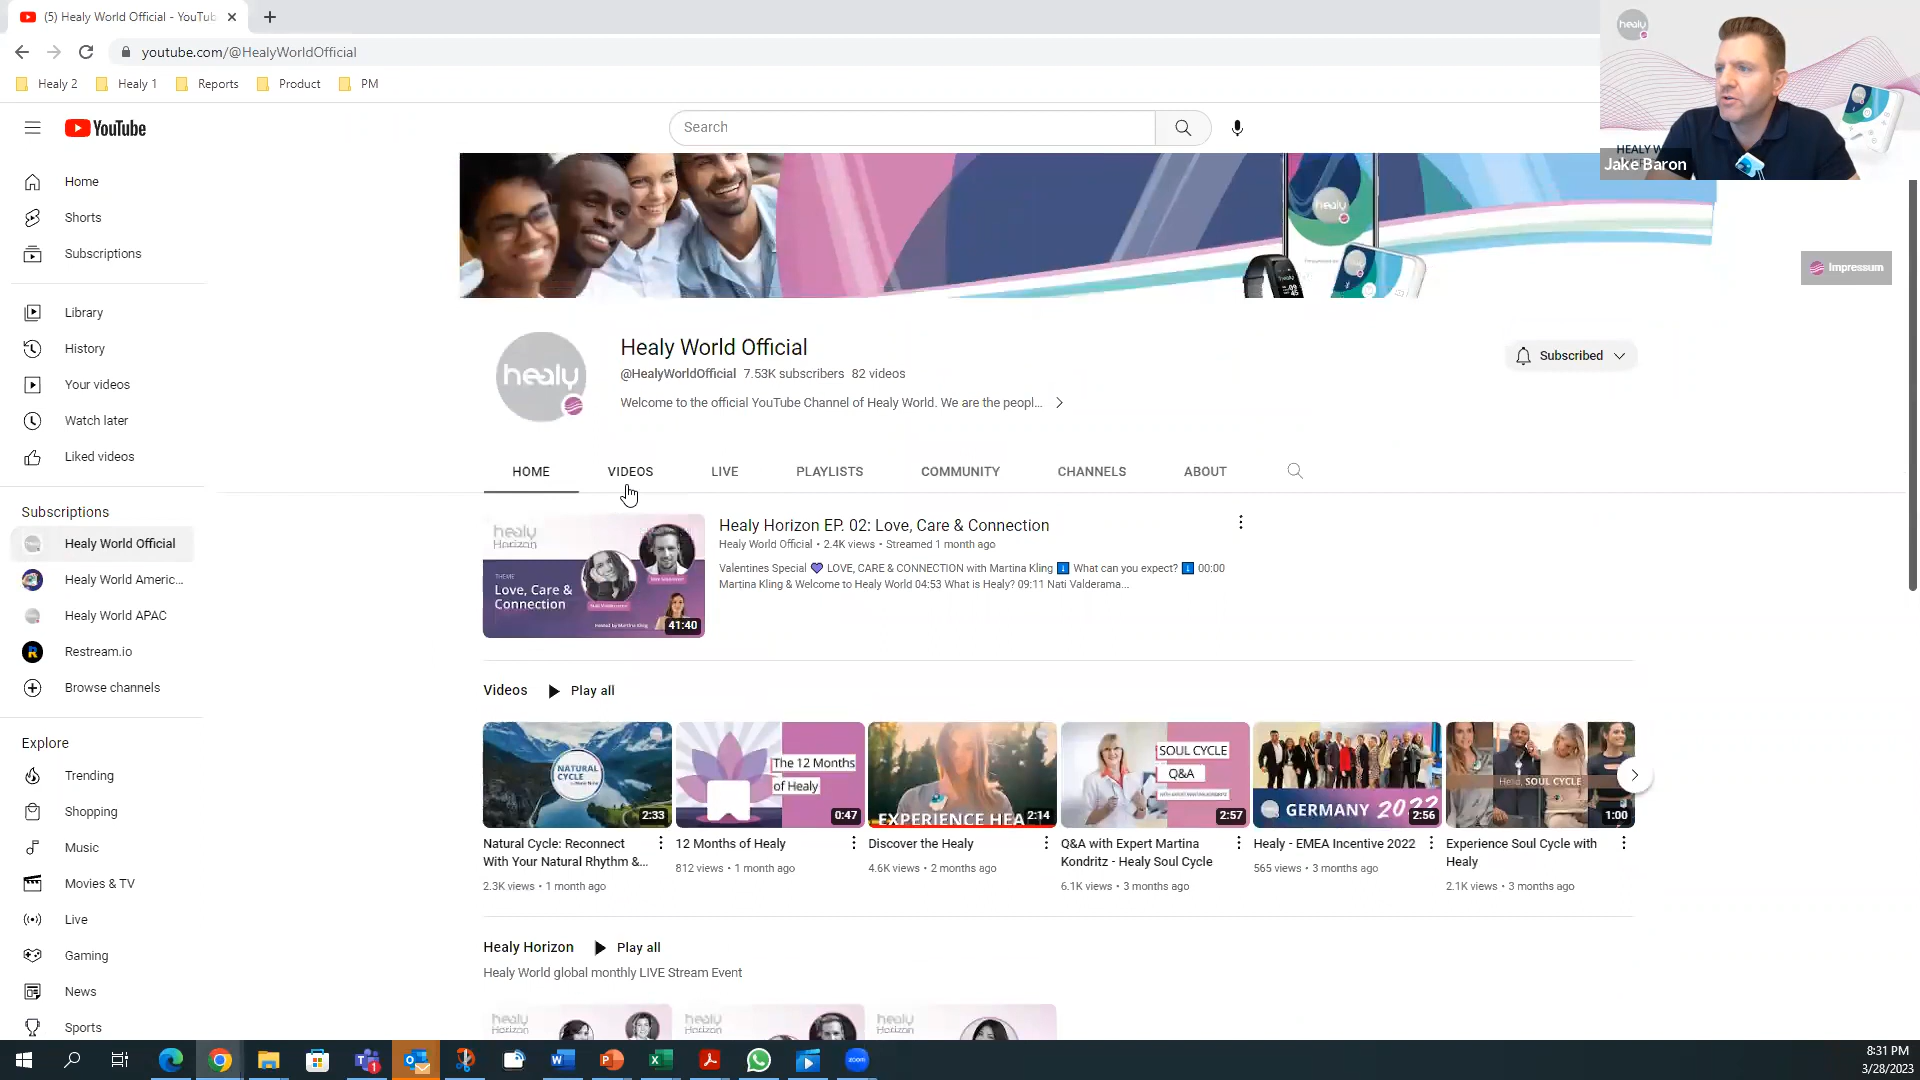 (5) Healy World Official - YouTub
youtube.com/@HealyWorldOfficial
Healy 2
Healy 1
Reports
Product
PM
healy
HEALY W
Jake Baron
YouTube
Search
Home
Shorts
Subscriptions
Library
History
Your videos
Watch later
Liked videos
Subscriptions
Healy World Official
Healy World Americ...
Healy World APAC
Restream.io
Browse channels
Explore
Trending
Shopping
Music
Movies & TV
Live
Gaming
News
Sports
healy
Impressum
healy
Healy World Official
@HealyWorldOfficial 7.53K subscribers 82 videos
Welcome to the official YouTube Channel of Healy World. We are the peopl...
Subscribed
HOME
VIDEOS
LIVE
PLAYLISTS
COMMUNITY
CHANNELS
ABOUT
healy
Horizon
THEME
Love, Care &
Connection
41:40
Healy Horizon EP. 02: Love, Care & Connection
Healy World Official • 2.4K views • Streamed 1 month ago
Valentines Special 💜 LOVE, CARE & CONNECTION with Martina Kling ⬇️ What can you expect? ⬇️ 00:00
Martina Kling & Welcome to Healy World 04:53 What is Healy? 09:11 Nati Valderama...
Videos
Play all
NATURAL
CYCLE
2:33
Natural Cycle: Reconnect
With Your Natural Rhythm &...
2.3K views • 1 month ago
The 12 Months
of Healy
0:47
12 Months of Healy
812 views • 1 month ago
EXPERIENCE HEA
2:14
Discover the Healy
4.6K views • 2 months ago
SOUL CYCLE
Q&A
2:57
Q&A with Expert Martina
Kondritz - Healy Soul Cycle
6.1K views • 3 months ago
GERMANY 2022
2:56
Healy - EMEA Incentive 2022
565 views • 3 months ago
Hello, SOUL CYCLE
1:00
Experience Soul Cycle with
Healy
2.1K views • 3 months ago
Healy Horizon
Play all
Healy World global monthly LIVE Stream Event
healy
Horizon
healy
Horizon
healy
Horizon
8:31 PM
3/28/2023